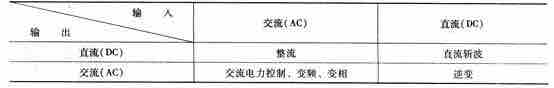 输 入
输 出
交流(AC)
直流(DC)
直流(DC)
整流
直流斩波
交流(AC)
交流电力控制、变频、变相
逆变